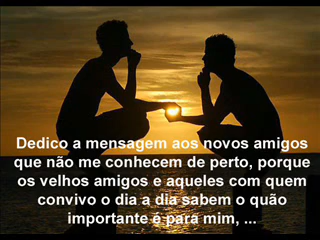 Dedico a mensagem aos novos amigos
que não me conhecem de perto, porque
os velhos amigos e aqueles com quem
convivo o dia a dia sabem o quão
importante é para mim, ...